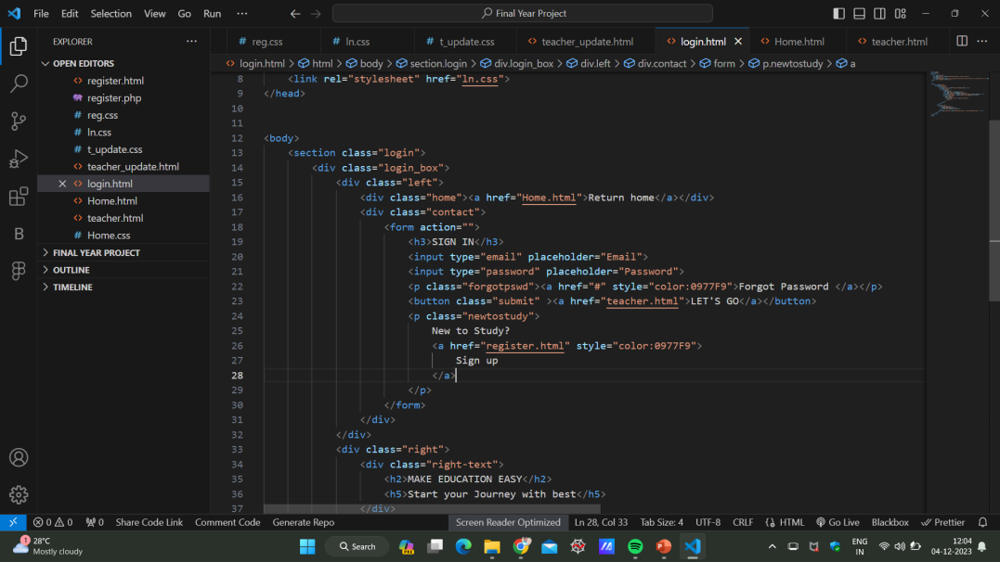 File Edit Selection View Go Run ... Final Year Project
EXPLORER ...
OPEN EDITORS
register.html
register.php
reg.css
ln.css
t_update.css
teacher_update.html
login.html
Home.html
teacher.html
Home.css
FINAL YEAR PROJECT
OUTLINE
TIMELINE
reg.css ln.css t_update.css teacher_update.html login.html Home.html teacher.html
login.html > html > body > section.login > div.login_box > div.left > div.contact > form > p.newtostudy > a
8 <link rel="stylesheet" href="ln.css">
9 </head>
10
11
12 <body>
13 <section class="login">
14 <div class="login_box">
15 <div class="left">
16 <div class="home"><a href="Home.html">Return home</a></div>
17 <div class="contact">
18 <form action="">
19 <h3>SIGN IN</h3>
20 <input type="email" placeholder="Email">
21 <input type="password" placeholder="Password">
22 <p class="forgotpswd"><a href="#" style="color:0977F9">Forgot Password </a></p>
23 <button class="submit" ><a href="teacher.html">LET'S GO</a></button>
24 <p class="newtostudy">
25 New to Study?
26 <a href="register.html" style="color:0977F9">
27 Sign up
28 </a>
29 </p>
30 </form>
31 </div>
32 </div>
33 <div class="right">
34 <div class="right-text">
35 <h2>MAKE EDUCATION EASY</h2>
36 <h5>Start your Journey with best</h5>
37 </div>
0 0 0 Share Code Link Comment Code Generate Repo Screen Reader Optimized Ln 28, Col 33 Tab Size: 4 UTF-8 CRLF HTML Go Live Blackbox Prettier
28°C
Mostly cloudy
Search
ENG
IN
12:04
04-12-2023